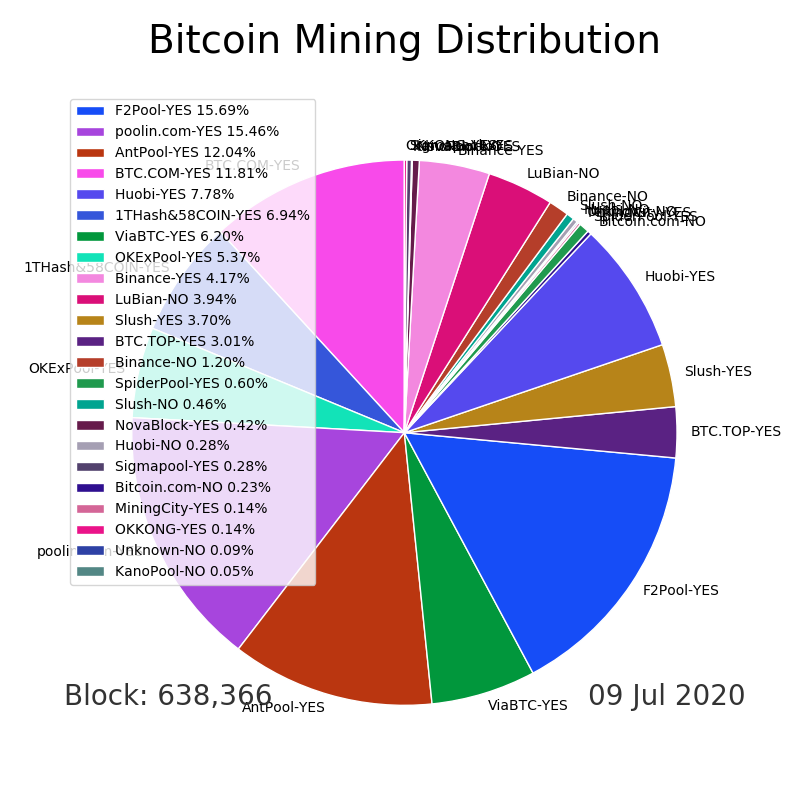 Bitcoin Mining Distribution
F2Pool-YES 15.69%
poolin.com-YES 15.46%
AntPool-YES 12.04%
BTC.COM-YES 11.81%
Huobi-YES 7.78%
1THash&58COIN-YES 6.94%
ViaBTC-YES 6.20%
OKExPool-YES 5.37%
Binance-YES 4.17%
LuBian-NO 3.94%
Slush-YES 3.70%
BTC.TOP-YES 3.01%
Binance-NO 1.20%
SpiderPool-YES 0.60%
Slush-NO 0.46%
NovaBlock-YES 0.42%
Huobi-NO 0.28%
Sigmapool-YES 0.28%
Bitcoin.com-NO 0.23%
MiningCity-YES 0.14%
OKKONG-YES 0.14%
Unknown-NO 0.09%
KanoPool-NO 0.05%
BTC.COM-YES
1THash&58COIN-YES
OKExPool-YES
Binance-YES
LuBian-NO
Binance-NO
Slush-NO
Bitcoin.com-NO
Huobi-YES
Slush-YES
BTC.TOP-YES
F2Pool-YES
ViaBTC-YES
AntPool-YES
Block: 638,366
09 Jul 2020